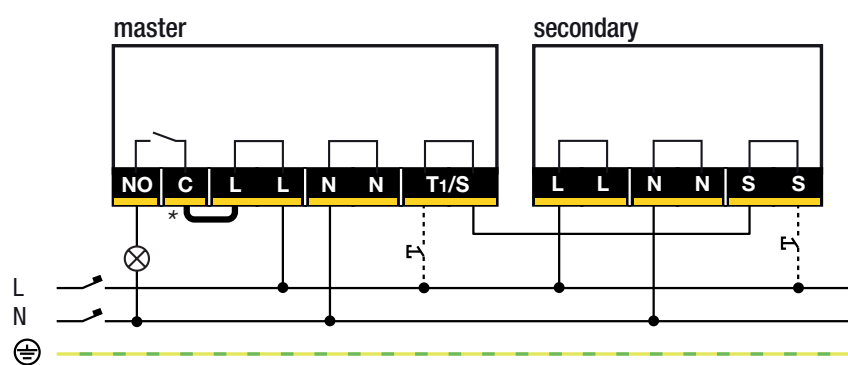 master
secondary
NO C L L N N T1/S
L L N N S S
*
L
N